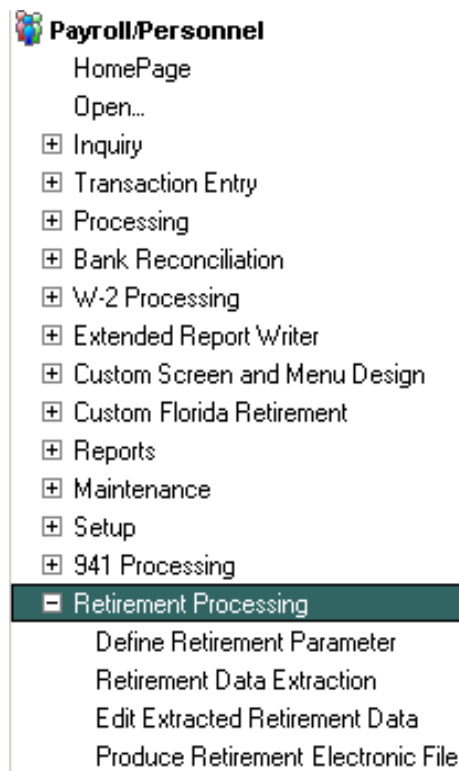 Payroll/Personnel
HomePage
Open...
Inquiry
Transaction Entry
Processing
Bank Reconciliation
W-2 Processing
Extended Report Writer
Custom Screen and Menu Design
Custom Florida Retirement
Reports
Maintenance
Setup
941 Processing
Retirement Processing
Define Retirement Parameter
Retirement Data Extraction
Edit Extracted Retirement Data
Produce Retirement Electronic File